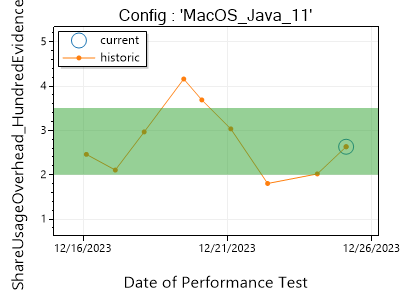 Config : 'MacOS_Java_11'
current
historic
ShareUsageOverhead_HundredEvidence
5
4
3
2
1
12/16/2023
12/21/2023
12/26/2023
Date of Performance Test